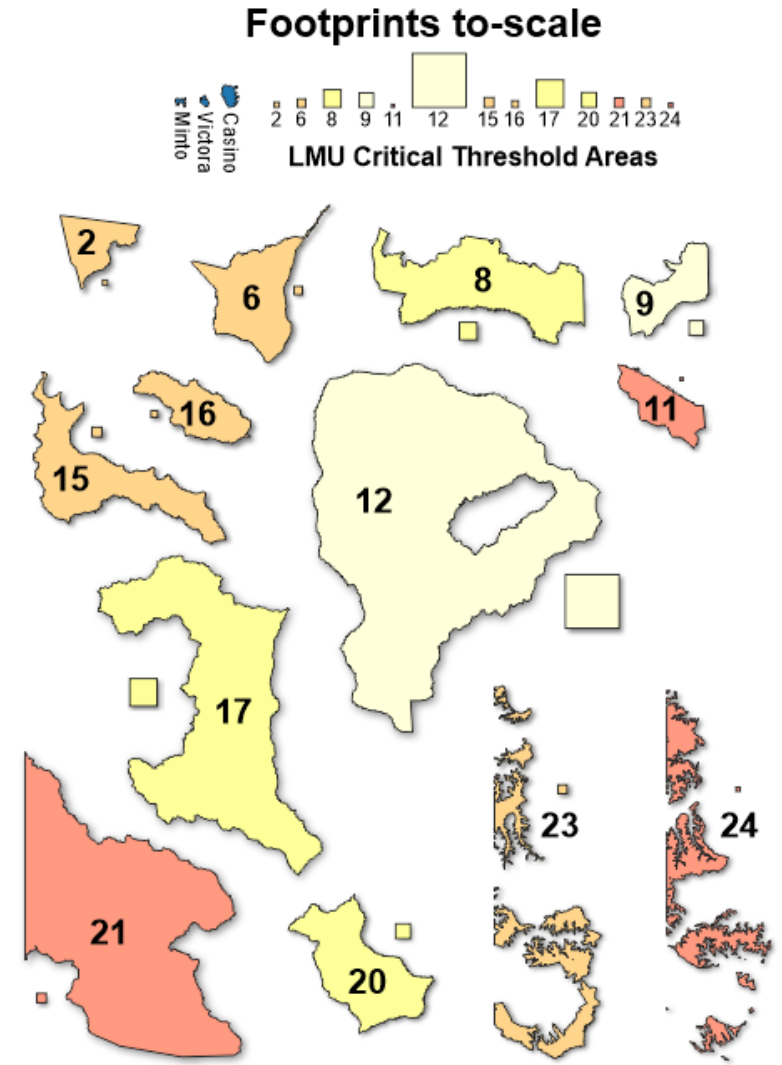 Footprints to-scale
Minto
Victora
Casino
2 6 8 9 11 12 15 16 17 20 21 23 24
LMU Critical Threshold Areas
2
6
8
9
15
16
12
11
17
23
24
21
20